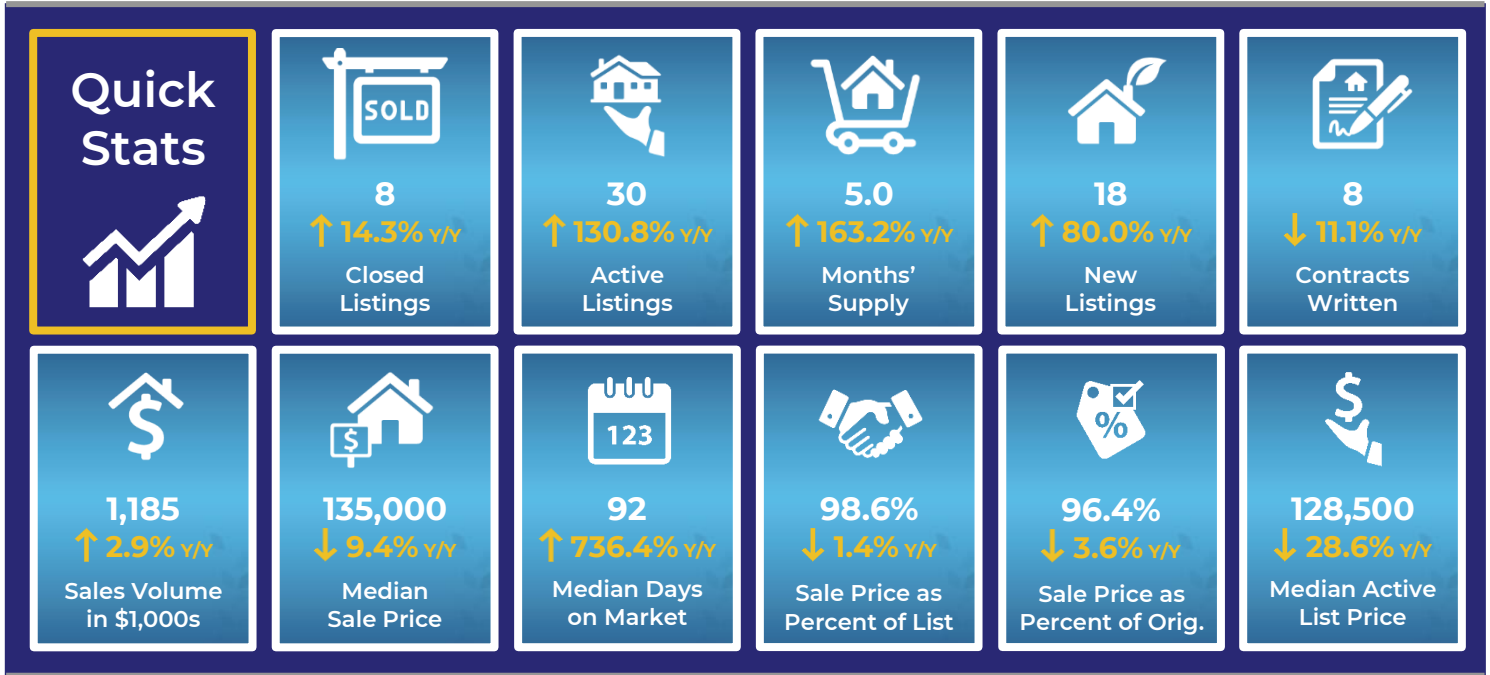 Quick
Stats
SOLD
8
↑ 14.3% Y/Y
Closed
Listings
30
↑ 130.8% Y/Y
Active
Listings
5.0
↑ 163.2% Y/Y
Months’
Supply
18
↑ 80.0% Y/Y
New
Listings
8
↓ 11.1% Y/Y
Contracts
Written
$
1,185
↑ 2.9% Y/Y
Sales Volume
in $1,000s
$
135,000
↓ 9.4% Y/Y
Median
Sale Price
123
92
↑ 736.4% Y/Y
Median Days
on Market
98.6%
↓ 1.4% Y/Y
Sale Price as
Percent of List
%
96.4%
↓ 3.6% Y/Y
Sale Price as
Percent of Orig.
$
128,500
↓ 28.6% Y/Y
Median Active
List Price